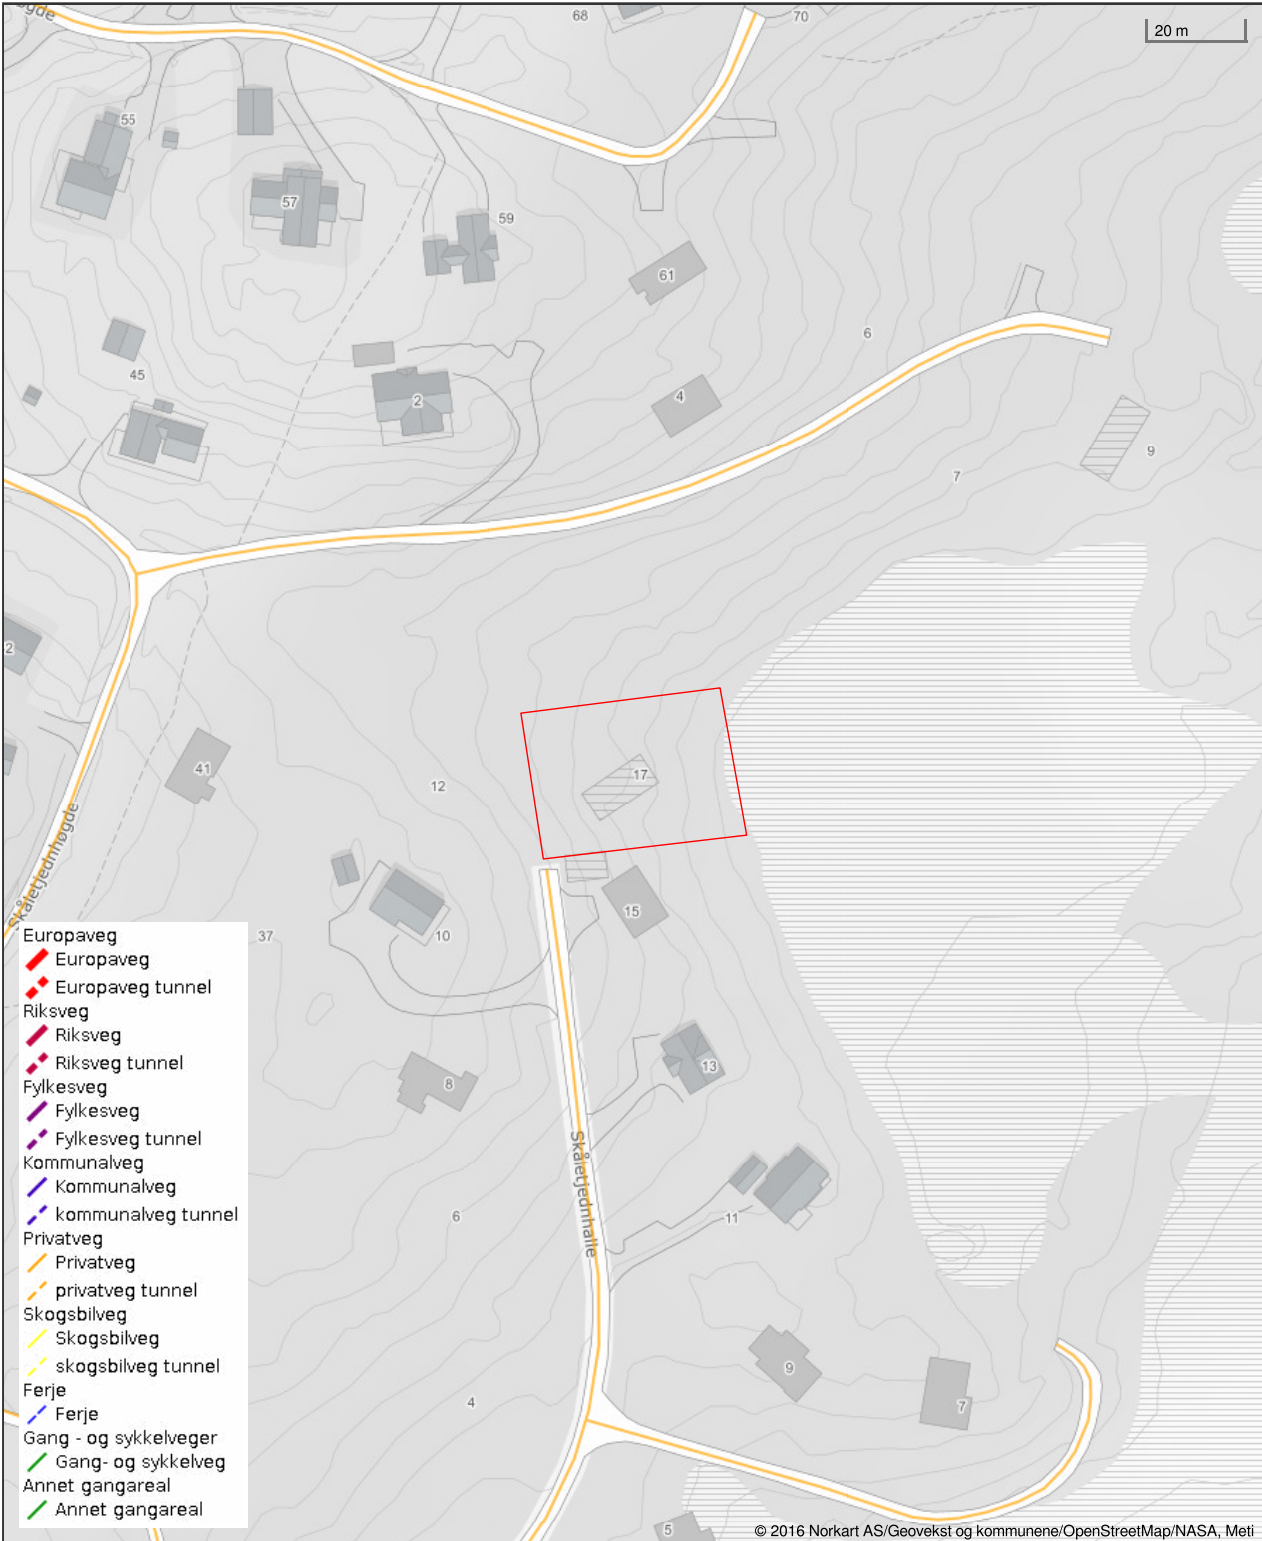 68
70
20 m
55
57
59
61
6
45
2
4
9
7
41
17
12
Skåletjednhøgde
15
37
10
13
8
Skåletjednhalle
6
11
9
4
7
5
Europaveg
Europaveg
Europaveg tunnel
Riksveg
Riksveg
Riksveg tunnel
Fylkesveg
Fylkesveg
Fylkesveg tunnel
Kommunalveg
Kommunalveg
kommunalveg tunnel
Privatveg
Privatveg
privatveg tunnel
Skogsbilveg
Skogsbilveg
skogsbilveg tunnel
Ferje
Ferje
Gang - og sykkelveger
Gang- og sykkelveg
Annet gangareal
Annet gangareal
© 2016 Norkart AS/Geovekst og kommunene/OpenStreetMap/NASA, Meti